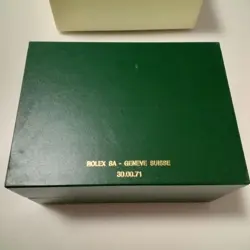 ROLEX SA - GENEVE SUISSE
30.00.71